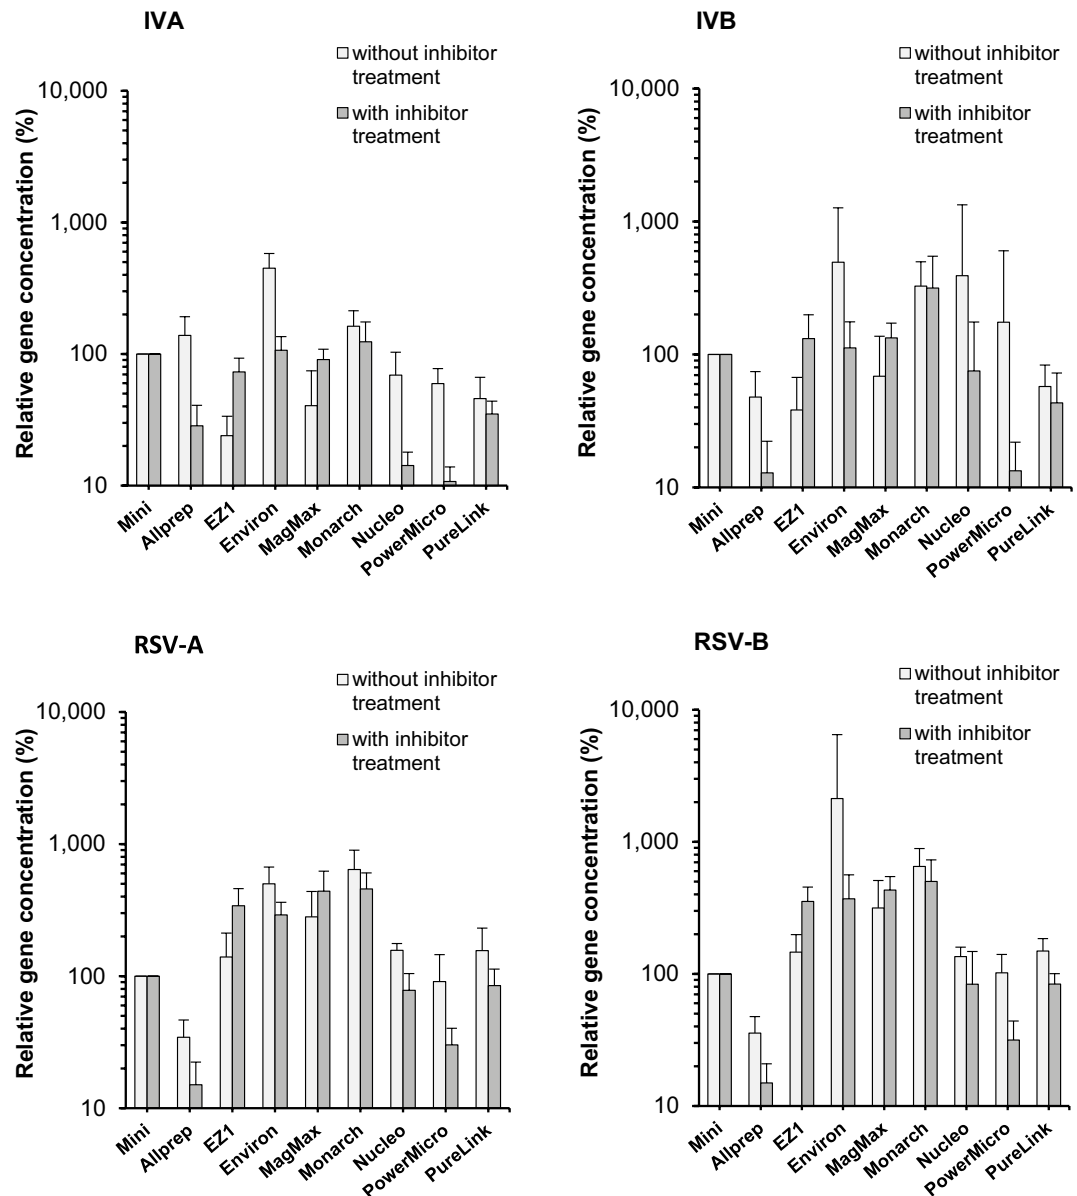 IVA
without inhibitor
treatment
with inhibitor
treatment
Relative gene concentration (%)
10,000
1,000
100
10
Mini
Allprep
EZ1
Environ
MagMax
Monarch
Nucleo
PowerMicro
PureLink
IVB
without inhibitor
treatment
with inhibitor
treatment
Relative gene concentration (%)
10,000
1,000
100
10
Mini
Allprep
EZ1
Environ
MagMax
Monarch
Nucleo
PowerMicro
PureLink
RSV-A
without inhibitor
treatment
with inhibitor
treatment
Relative gene concentration (%)
10,000
1,000
100
10
Mini
Allprep
EZ1
Environ
MagMax
Monarch
Nucleo
PowerMicro
PureLink
RSV-B
without inhibitor
treatment
with inhibitor
treatment
Relative gene concentration (%)
10,000
1,000
100
10
Mini
Allprep
EZ1
Environ
MagMax
Monarch
Nucleo
PowerMicro
PureLink